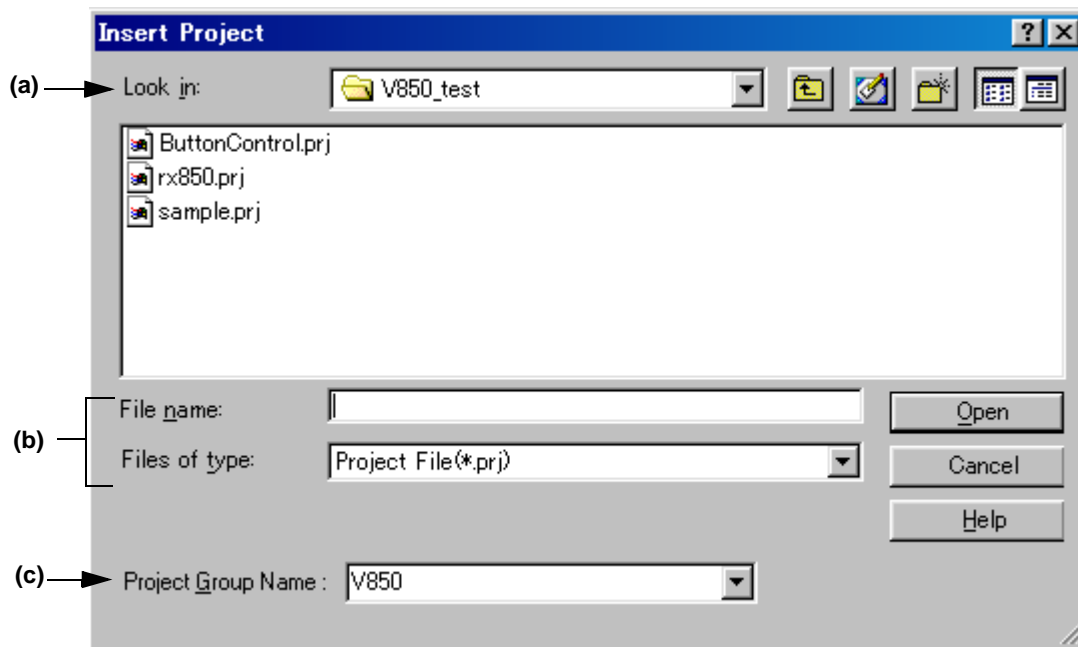 Insert Project
(a) Look in: V850_test
ButtonControl.prj
rx850.prj
sample.prj
File name: Open
(b) Files of type: Project File(*.prj) Cancel
Help
(c) Project Group Name : V850